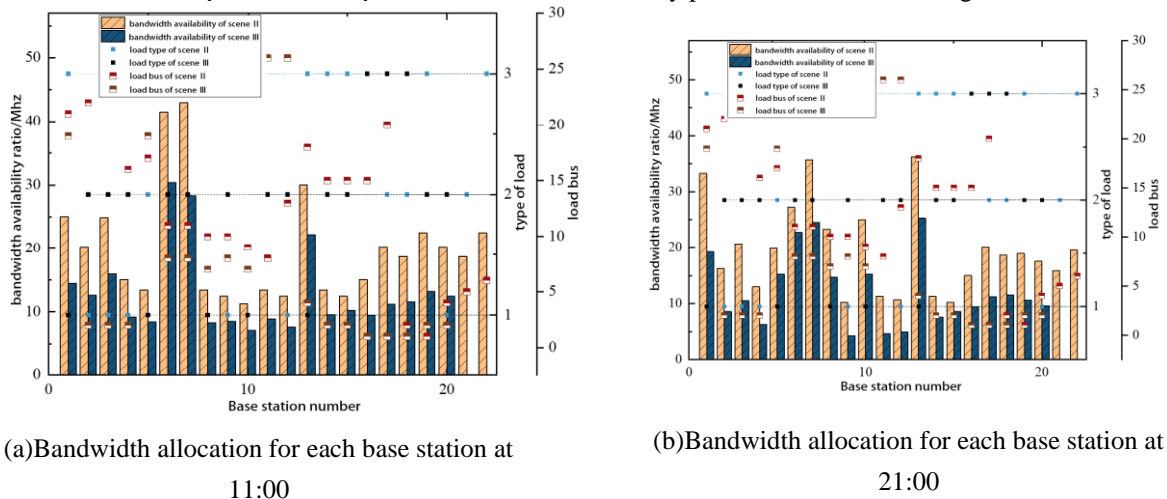 bandwidth availability of scene II
bandwidth availability of scene III
load type of scene II
load type of scene III
load bus of scene II
load bus of scene III
bandwidth availability ratio/Mhz
50
40
30
20
10
0
0
10
20
Base station number
3
2
1
type of load
30
25
20
15
10
5
0
load bus
(a)Bandwidth allocation for each base station at
11:00
bandwidth availability of scene II
bandwidth availability of scene III
load type of scene II
load type of scene III
load bus of scene II
load bus of scene III
bandwidth availability ratio/Mhz
50
40
30
20
10
0
0
10
20
Base station number
3
2
1
type of load
30
25
20
15
10
5
0
load bus
(b)Bandwidth allocation for each base station at
21:00